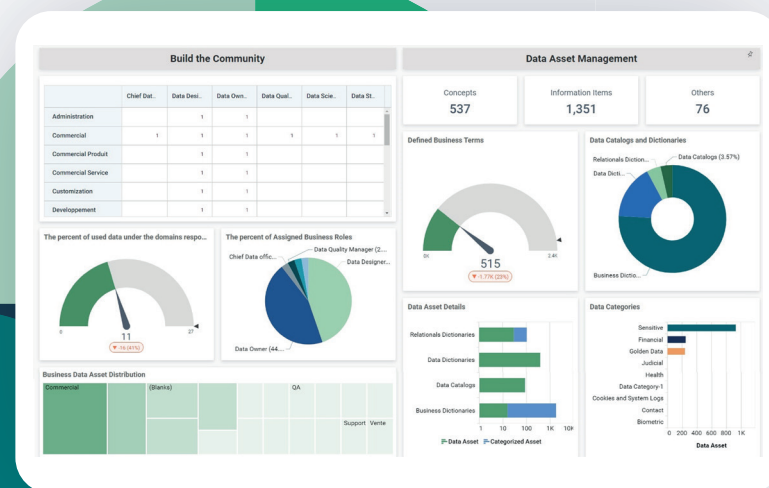 Build the Community
Chief Dat.. Data Desi.. Data Own.. Data Qual.. Data Scie.. Data St..
Administration 1 1
Commercial 1 1 1 1 1 1
Commercial Produit 1 1
Commercial Service 1 1
Customization 1 1
Developpement 1 1
The percent of used data under the domains respo...
0
27
11
▼ -16 (41%)
The percent of Assigned Business Roles
Data Quality Manager (2....
Chief Data offic...
Data Designer...
Data Owner (44....
Business Data Asset Distribution
Commercial
(Blanks)
QA
Support
Vente
Data Asset Management
Concepts
537
Information Items
1,351
Others
76
Defined Business Terms
0K
2.4K
515
▼ -1.77K (23%)
Data Catalogs and Dictionaries
Relationals Diction...
Data Catalogs (3.57%)
Data Dicti...
Business Dictio...
Data Asset Details
Relationals Dictionaries
Data Dictionaries
Data Catalogs
Business Dictionaries
1 10 100 1K 10K
Data Asset Categorized Asset
Data Categories
Sensitive
Financial
Golden Data
Judicial
Health
Data Category-1
Cookies and System Logs
Contact
Biometric
0 200 400 600 800 1K
Data Asset